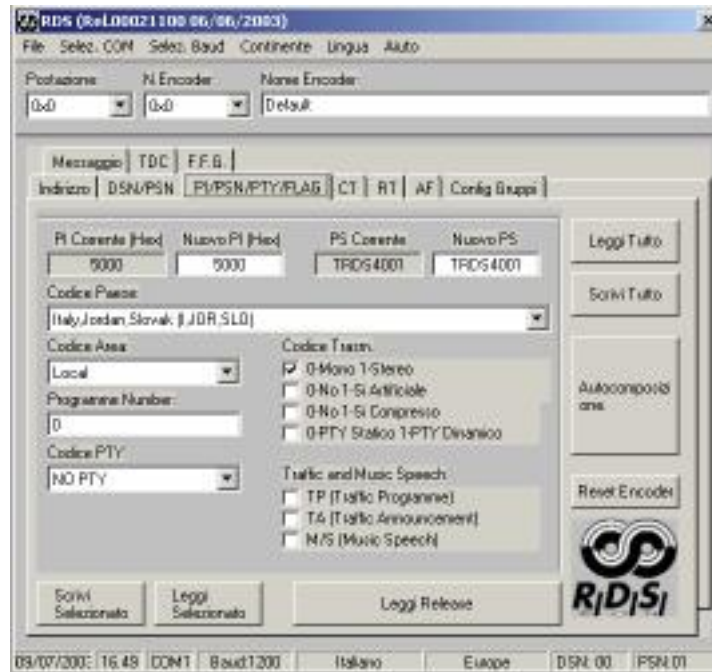 RDS (Rel.00021100 06/06/2003)
File Selez. COM Selez. Baud Continente Lingua Aiuto
Postazione N.Encoder Nome Encoder
0x0 0x0 Default
Messaggio TDC F.F.G.
Indirizzo DSN/PSN PI/PSN/PTY/FLAG CT RT AF Config Gruppi
PI Corrente (Hex) Nuovo PI (Hex) PS Corrente Nuovo PS
5000 5000 TRDS4001 TRDS4001
Leggi Tutto
Codice Paese:
Italy,Jordan,Slovak (I,JOR,SLO)
Scrivi Tutto
Codice Area:
Local
Programme Number:
0
Codice PTY:
NO PTY
Codice Trasm.
0-Mono 1-Stereo
0-No 1-Si Artificiale
0-No 1-Si Compresso
0-PTY Statico 1-PTY Dinamico
Traffic and Music Speech
TP (Traffic Programme)
TA (Traffic Announcement)
M/S (Music Speech)
Autocomposizi
one
Reset Encoder
R/D/S/
Scrivi
Selezionato
Leggi
Selezionato
Leggi Release
16.49 COM1 Baud:1200 Italiano Europe DSN: 00 PSN:01